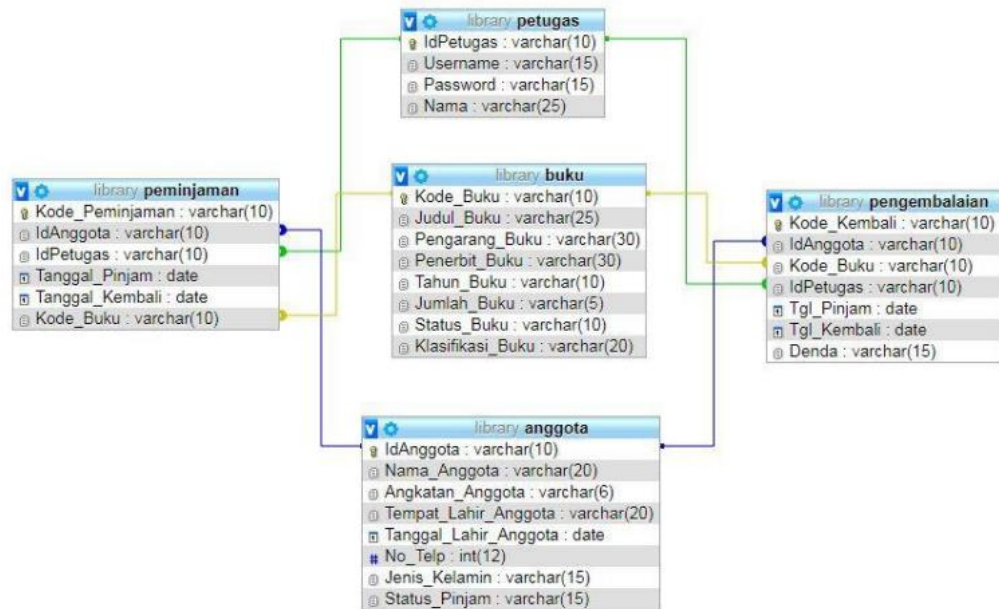 library petugas
IdPetugas : varchar(10)
Username : varchar(15)
Password : varchar(15)
Nama : varchar(25)
library peminjaman
Kode_Peminjaman : varchar(10)
IdAnggota : varchar(10)
IdPetugas : varchar(10)
Tanggal_Pinjam : date
Tanggal_Kembali : date
Kode_Buku : varchar(10)
library buku
Kode_Buku : varchar(10)
Judul_Buku : varchar(25)
Pengarang_Buku : varchar(30)
Penerbit_Buku : varchar(30)
Tahun_Buku : varchar(10)
Jumlah_Buku : varchar(5)
Status_Buku : varchar(10)
Klasifikasi_Buku : varchar(20)
library pengembalaian
Kode_Kembali : varchar(10)
IdAnggota : varchar(10)
Kode_Buku : varchar(10)
IdPetugas : varchar(10)
Tgl_Pinjam : date
Tgl_Kembali : date
Denda : varchar(15)
library anggota
IdAnggota : varchar(10)
Nama_Anggota : varchar(20)
Angkatan_Anggota : varchar(6)
Tempat_Lahir_Anggota : varchar(20)
Tanggal_Lahir_Anggota : date
# No_Telp : int(12)
Jenis_Kelamin : varchar(15)
Status_Pinjam : varchar(15)